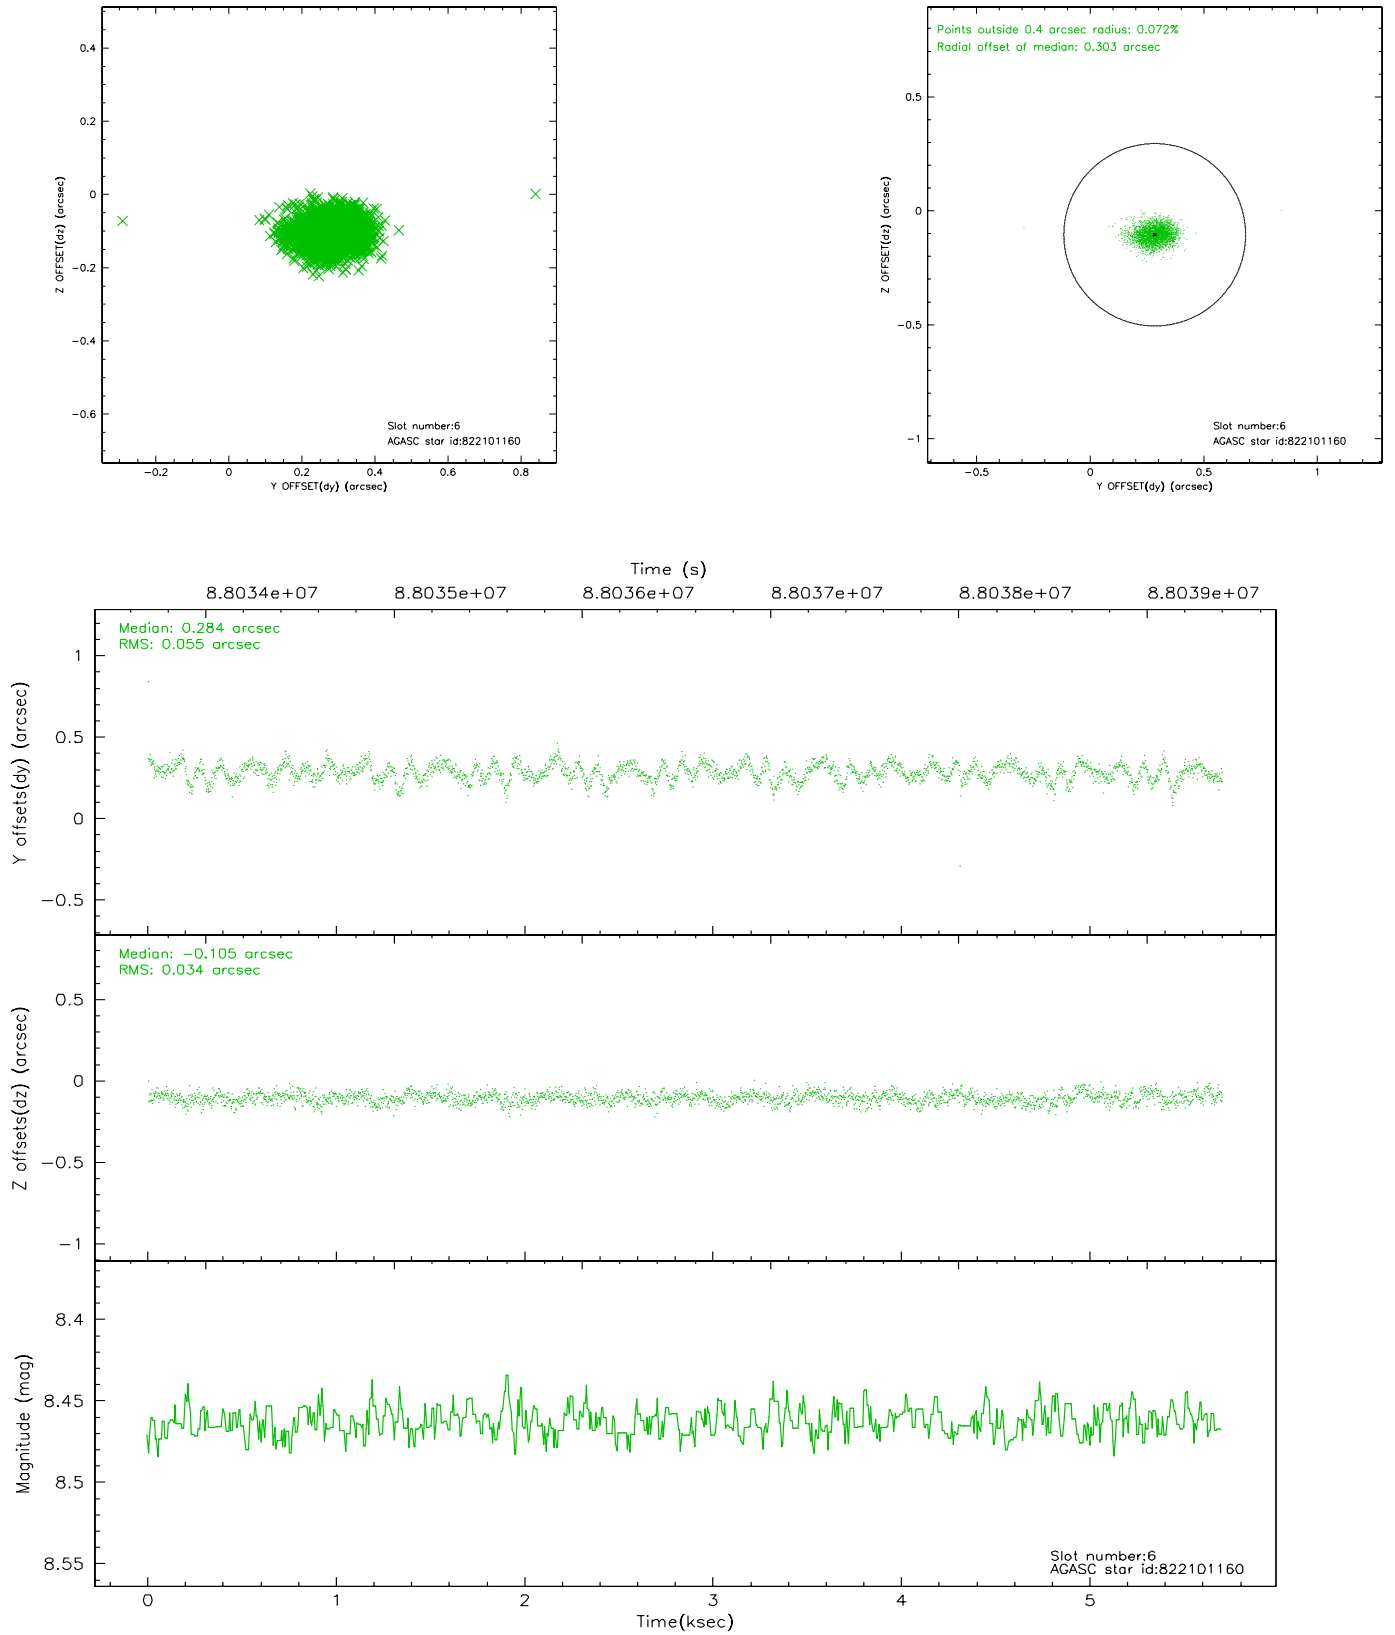 0.4
0.2
0
−0.2
−0.4
−0.6
Z OFFSET(dz) (arcsec)
Slot number:6
AGASC star id:822101160
−0.2 0 0.2 0.4 0.6 0.8
Y OFFSET(dy) (arcsec)
Points outside 0.4 arcsec radius: 0.072%
Radial offset of median: 0.303 arcsec
0.5
0
−0.5
−1
Z OFFSET(dz) (arcsec)
Slot number:6
AGASC star id:822101160
−0.5 0 0.5 1
Y OFFSET(dy) (arcsec)
Time (s)
8.8034e+07 8.8035e+07 8.8036e+07 8.8037e+07 8.8038e+07 8.8039e+07
Median: 0.284 arcsec
RMS: 0.055 arcsec
1
0.5
0
−0.5
Y offsets(dy) (arcsec)
Median: −0.105 arcsec
RMS: 0.034 arcsec
0.5
0
−0.5
−1
Z offsets(dz) (arcsec)
8.4
8.45
8.5
8.55
Magnitude (mag)
Slot number:6
AGASC star id:822101160
0 1 2 3 4 5
Time(ksec)